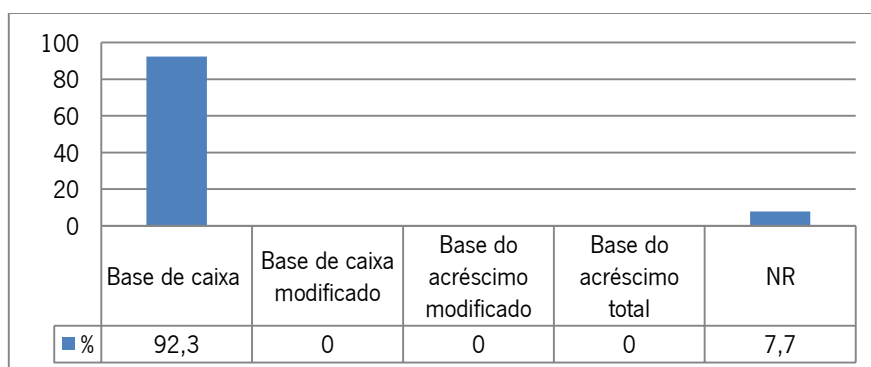 100
80
60
40
20
0
Base de caixa
Base de caixa
modificado
Base do
acréscimo
modificado
Base do
acréscimo
total
NR
% 92,3 0 0 0 7,7